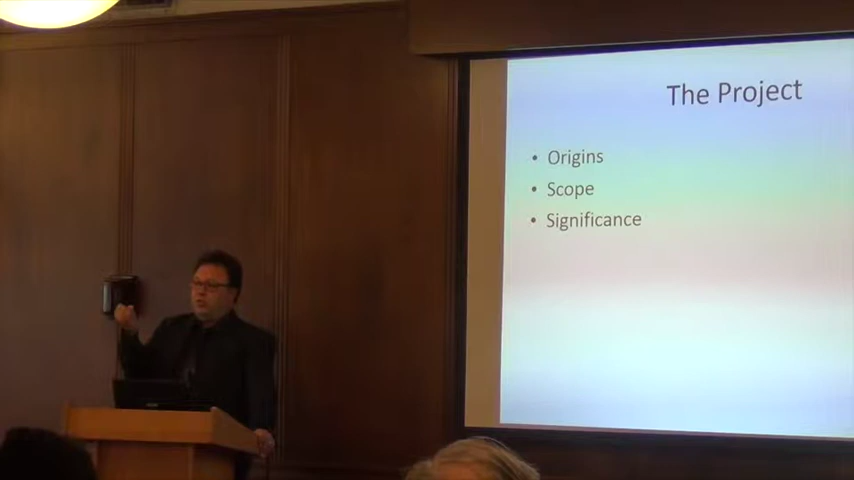 The Project
• Origins
• Scope
• Significance